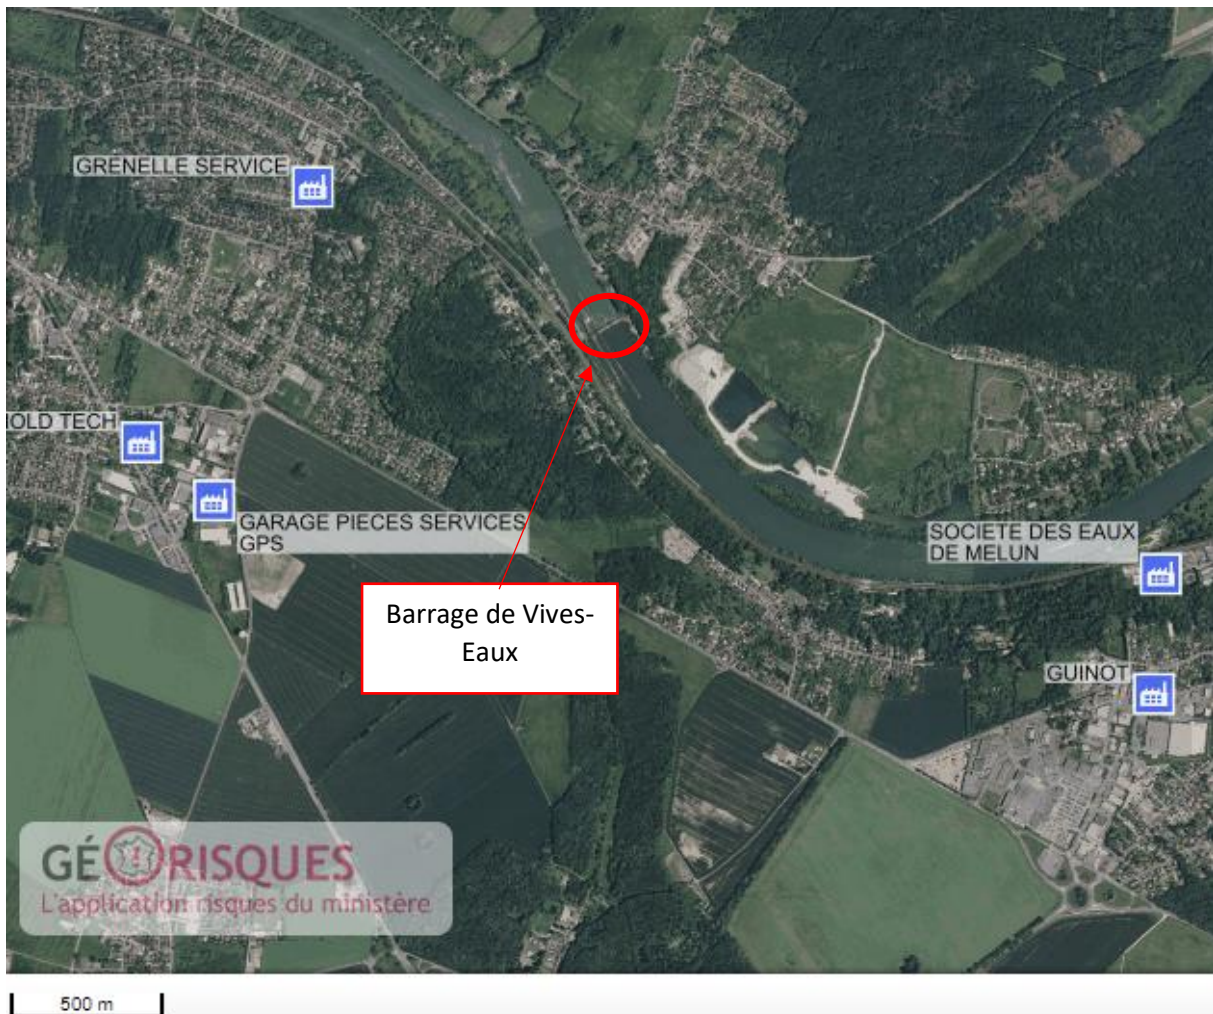 GRENELLE SERVICE
OLD TECH
GARAGE PIECES SERVICES
GPS
SOCIETE DES EAUX
DE MELUN
Barrage de Vives-
Eaux
GUINOT
GÉORISQUES
L'application risques du ministère
500 m